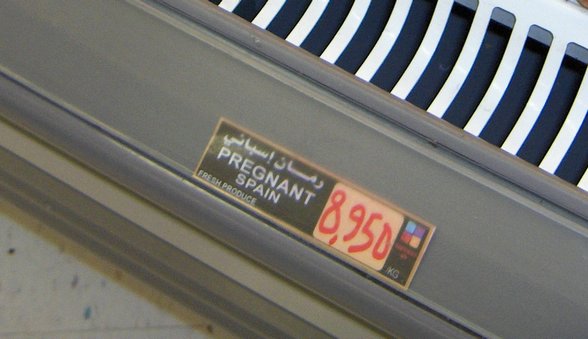 رمان اسباني
PREGNANT
SPAIN
FRESH PRODUCE
8,950
/KG